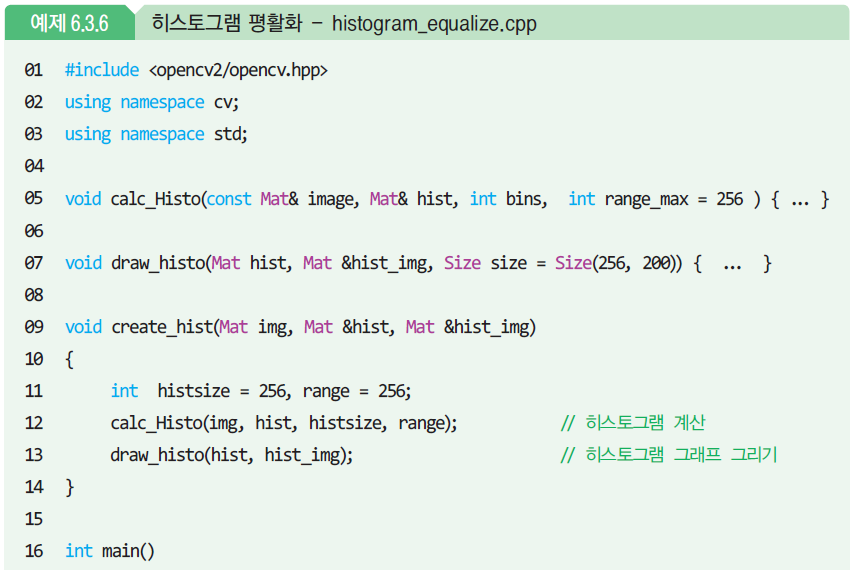 예제 6.3.6 히스토그램 평활화 - histogram_equalize.cpp
01 #include <opencv2/opencv.hpp>
02 using namespace cv;
03 using namespace std;
04
05 void calc_Histo(const Mat& image, Mat& hist, int bins, int range_max = 256 ) { … }
06
07 void draw_histo(Mat hist, Mat &hist_img, Size size = Size(256, 200)) { … }
08
09 void create_hist(Mat img, Mat &hist, Mat &hist_img)
10 {
11 int histsize = 256, range = 256;
12 calc_Histo(img, hist, histsize, range); // 히스토그램 계산
13 draw_histo(hist, hist_img); // 히스토그램 그래프 그리기
14 }
15
16 int main()